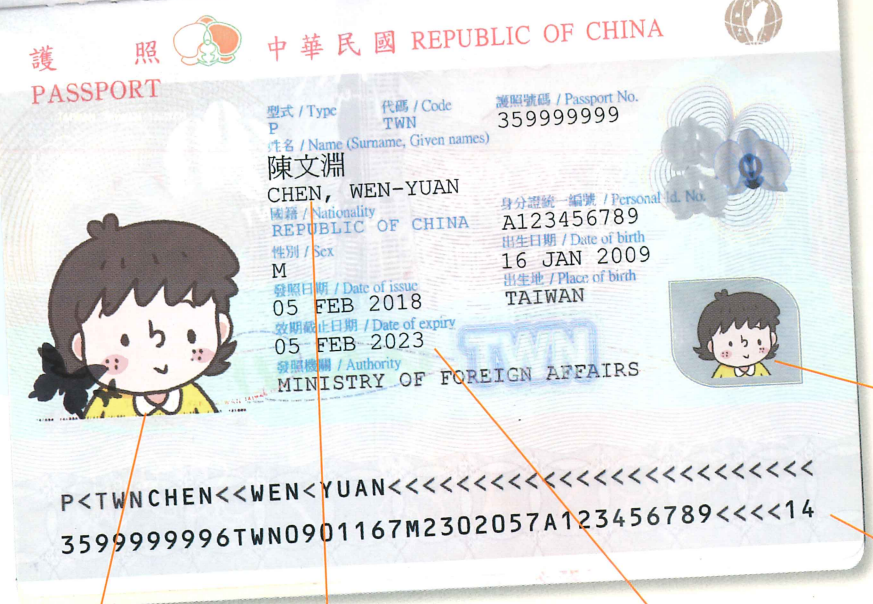 護照 中華民國 REPUBLIC OF CHINA
PASSPORT
型式 / Type 代碼 / Code 護照號碼 / Passport No.
P TWN 359999999
姓名 / Name (Surname, Given names)
陳文淵
CHEN, WEN-YUAN
國籍 / Nationality 身分證統一編號 / Personal Id. No.
REPUBLIC OF CHINA A123456789
性別 / Sex 出生日期 / Date of birth
M 16 JAN 2009
發照日期 / Date of issue 出生地 / Place of birth
05 FEB 2018 TAIWAN
效期截止日期 / Date of expiry
05 FEB 2023
發照機關 / Authority
MINISTRY OF FOREIGN AFFAIRS
TWN
P<TWNCHEN<<WEN<YUAN<<<<<<<<<<<<<<<<<<<<<<<<<
3599999996TWN0901167M2302057A123456789<<<<14